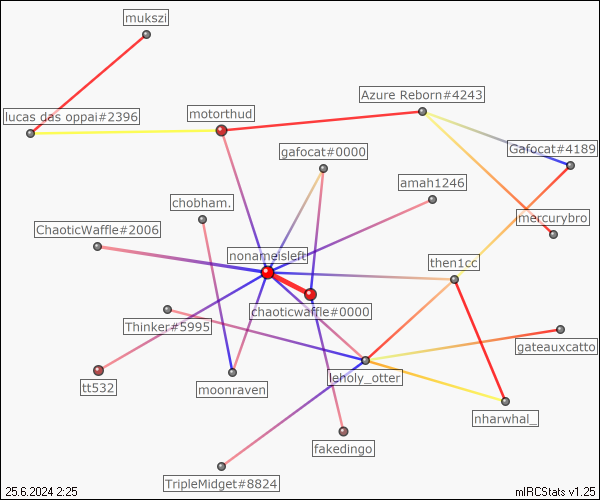 mukszi
Azure Reborn#4243
lucas das oppai#2396
motorthud
gafocat#0000
Gafocat#4189
amah1246
chobham.
mercurybro
ChaoticWaffle#2006
nonameisleft
then1cc
chaoticwaffle#0000
Thinker#5995
gateauxcatto
leholy_otter
tt532
moonraven
nharwhal_
fakedingo
TripleMidget#8824
25.6.2024 2:25
mIRCStats v1.25